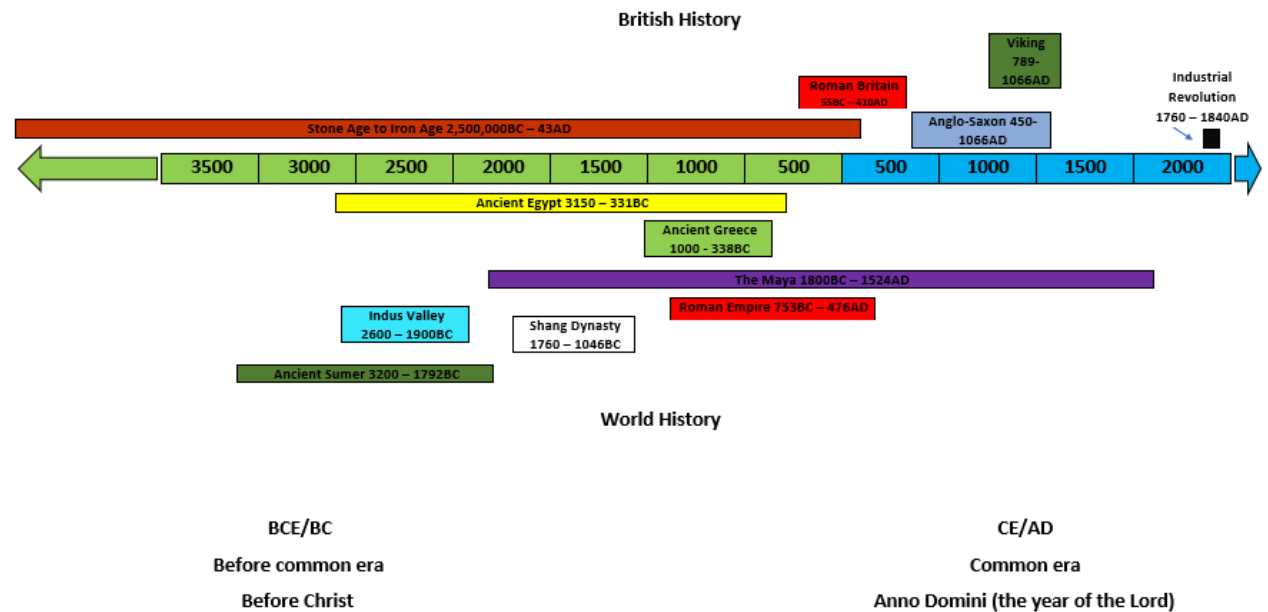 British History
Viking
789-
1066AD
Roman Britain
55BC – 410AD
Industrial
Revolution
1760 – 1840AD
Stone Age to Iron Age 2,500,000BC – 43AD
Anglo-Saxon 450-
1066AD
3500 3000 2500 2000 1500 1000 500 500 1000 1500 2000
Ancient Egypt 3150 – 331BC
Ancient Greece
1000 - 338BC
The Maya 1800BC – 1524AD
Roman Empire 753BC – 476AD
Indus Valley
2600 – 1900BC
Shang Dynasty
1760 – 1046BC
Ancient Sumer 3200 – 1792BC
World History
BCE/BC
Before common era
Before Christ
CE/AD
Common era
Anno Domini (the year of the Lord)